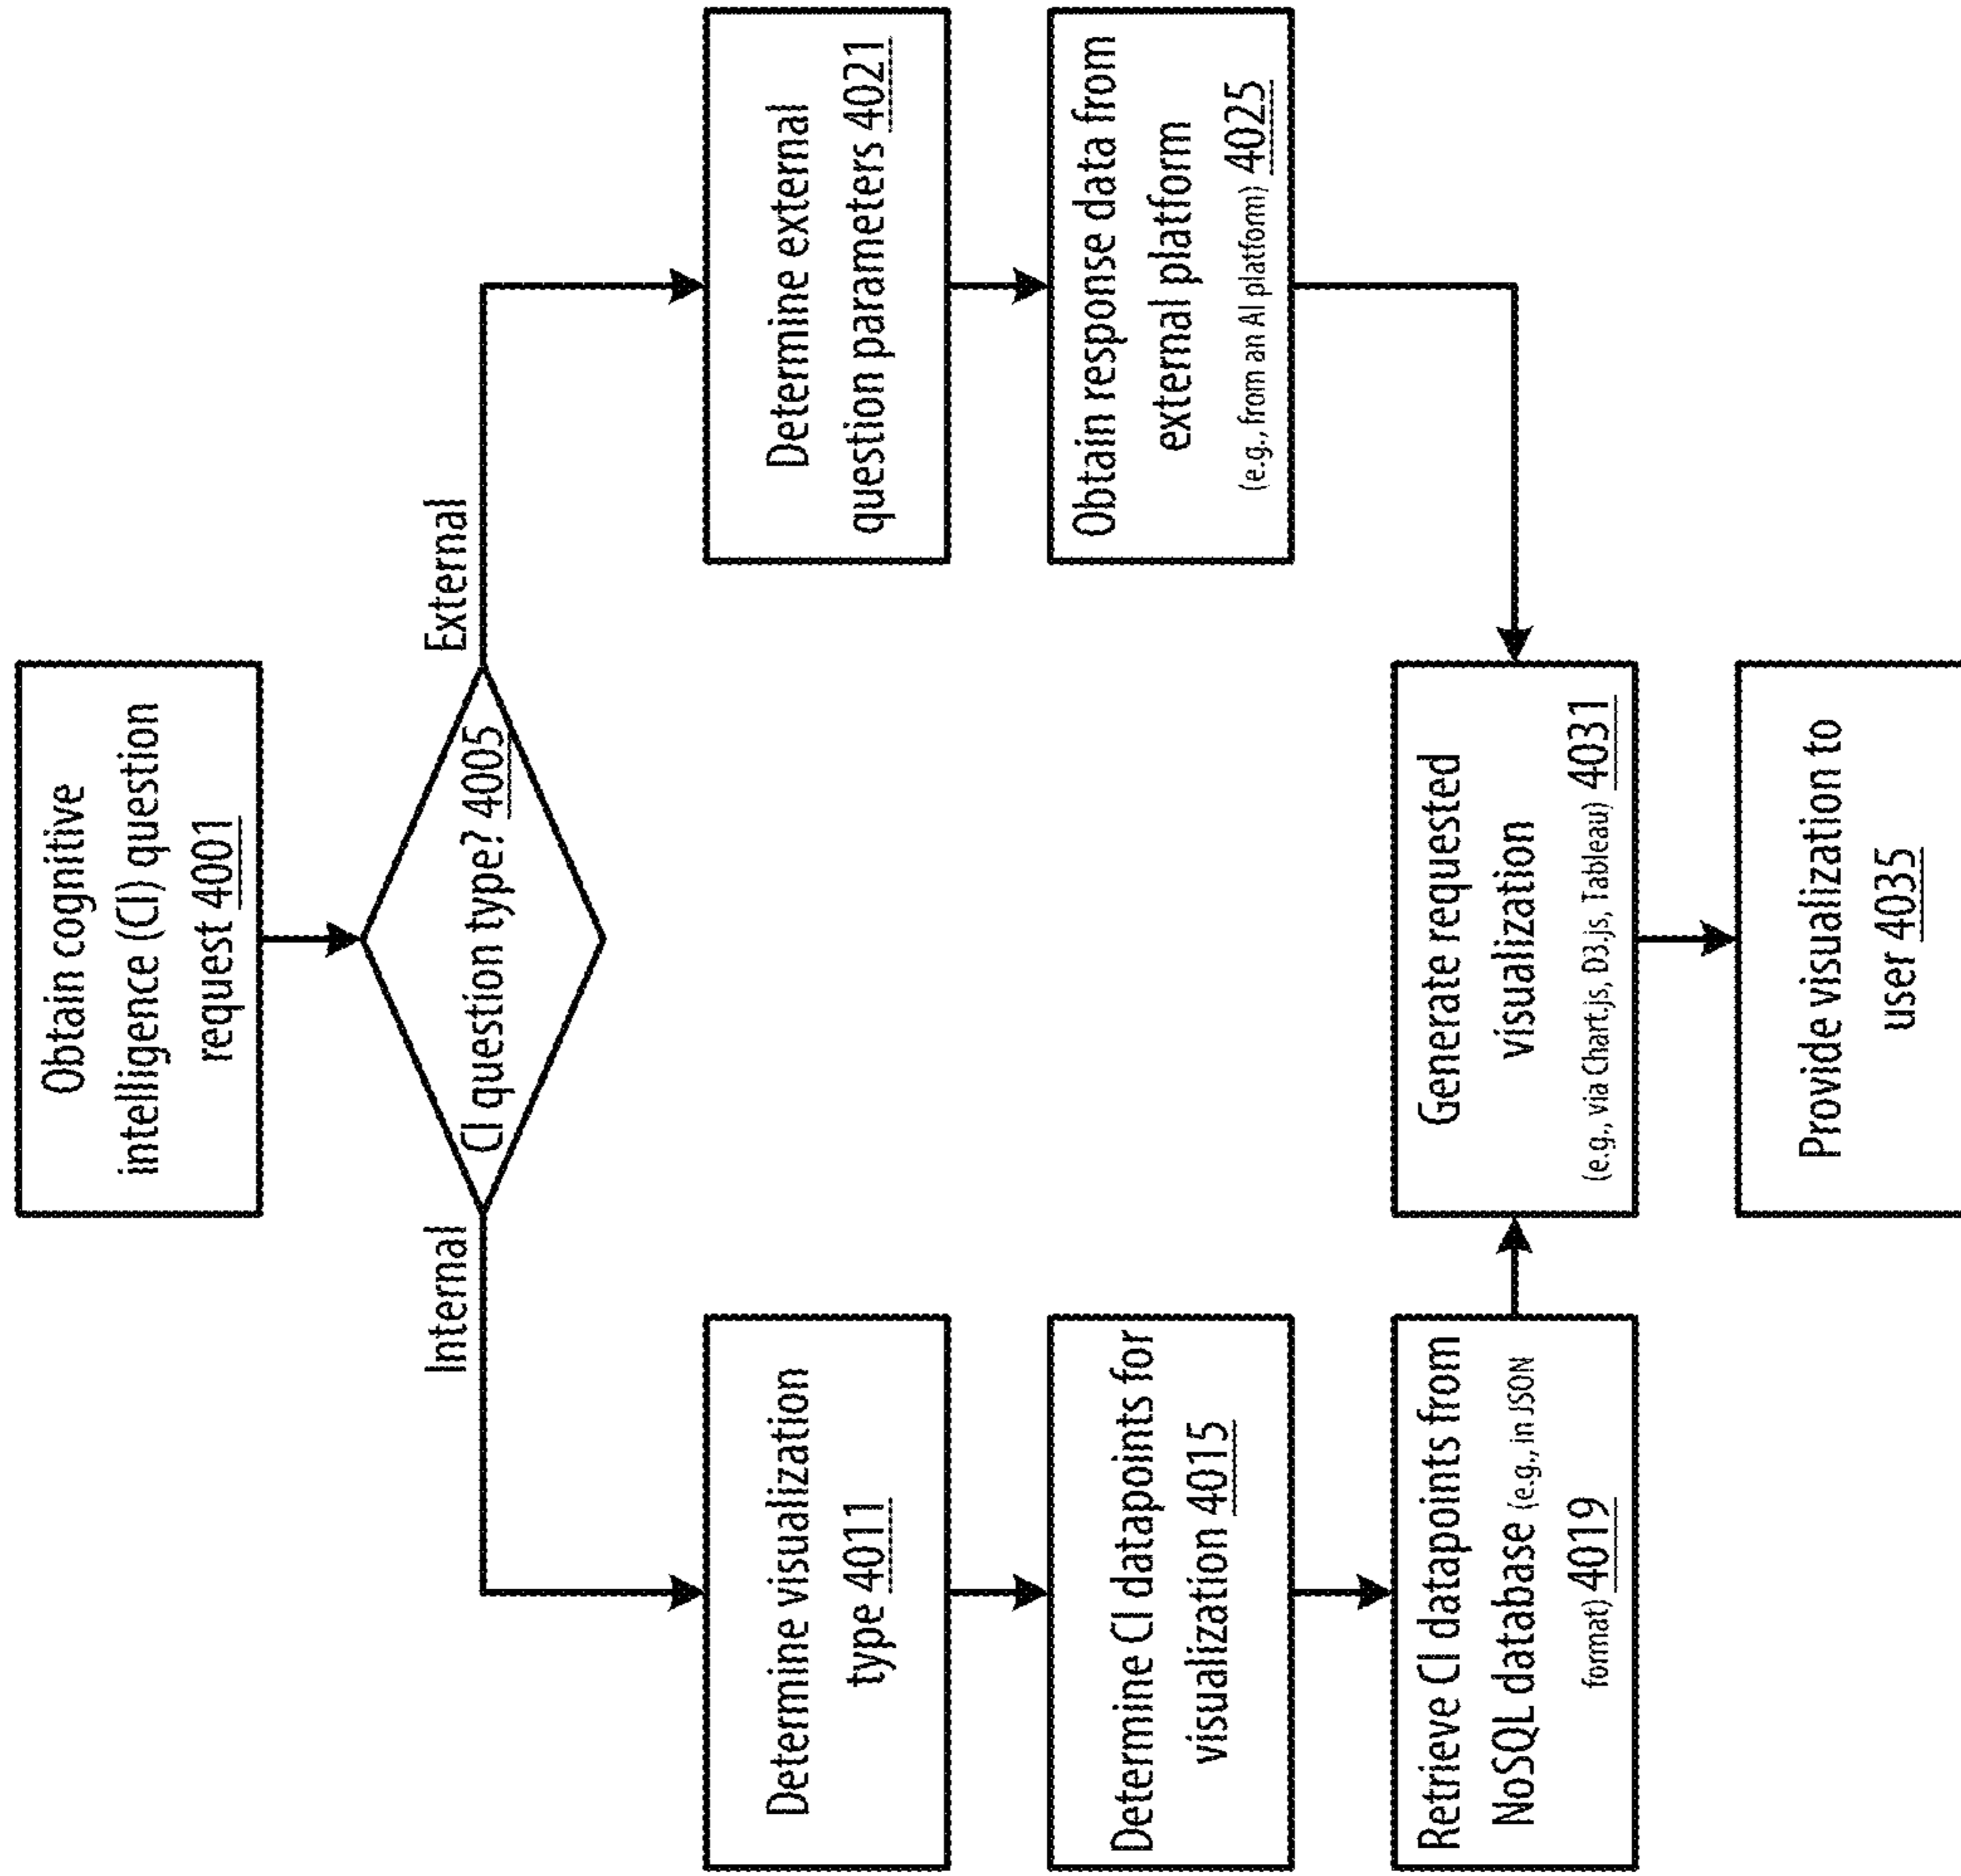 Obtain cognitive
intelligence (CI) question
request 4001
CI question type? 4005
Internal
External
Determine visualization
type 4011
Determine CI datapoints for
visualization 4015
Retrieve CI datapoints from
NoSQL database (e.g., in JSON
format) 4019
Determine external
question parameters 4021
Obtain response data from
external platform
(e.g., from an AI platform) 4025
Generate requested
visualization
(e.g., via Chart.js, D3.js, Tableau) 4031
Provide visualization to
user 4035